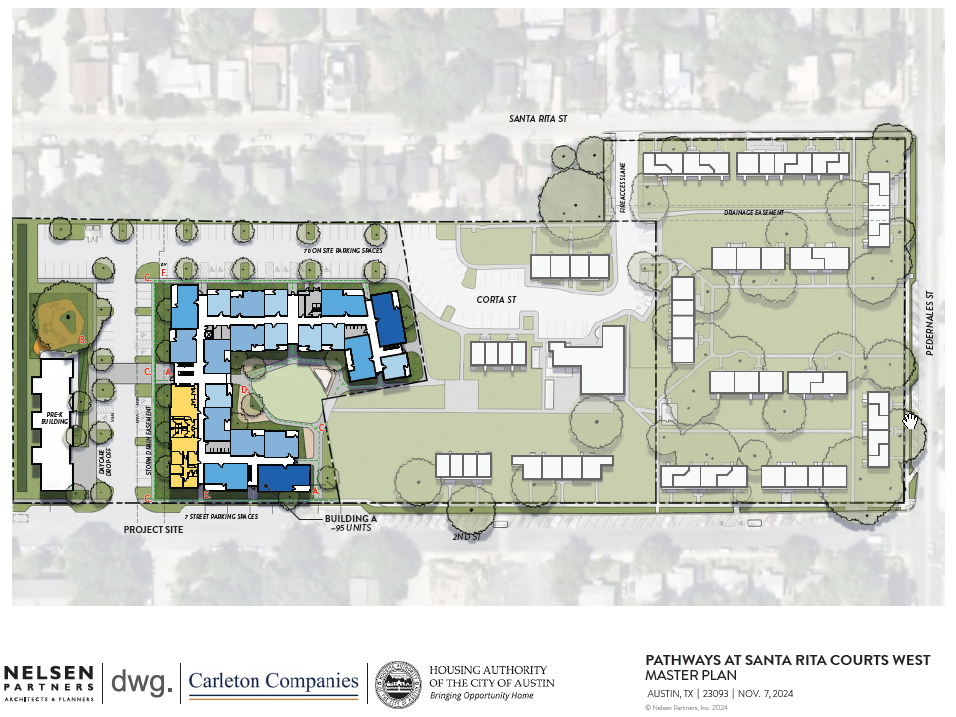 SANTA RITA ST
FIRE ACCESS LANE
DRAINAGE EASEMENT
70 ON SITE PARKING SPACES
C.
F.
CORTA ST
PEDERNALES ST
B.
C.
A.
D.
PRE-K
BUILDING
STORM DRAIN EASEMENT
DAYCARE
DROP-OFF
C.
A.
C.
7 STREET PARKING SPACES
BUILDING A
~95 UNITS
PROJECT SITE
2ND ST
NELSEN
PARTNERS
ARCHITECTS & PLANNERS
dwg.
Carleton Companies
HOUSING AUTHORITY
OF THE CITY OF AUSTIN
Bringing Opportunity Home
PATHWAYS AT SANTA RITA COURTS WEST
MASTER PLAN
AUSTIN, TX | 23093 | NOV. 7, 2024
© Nelsen Partners, Inc. 2024